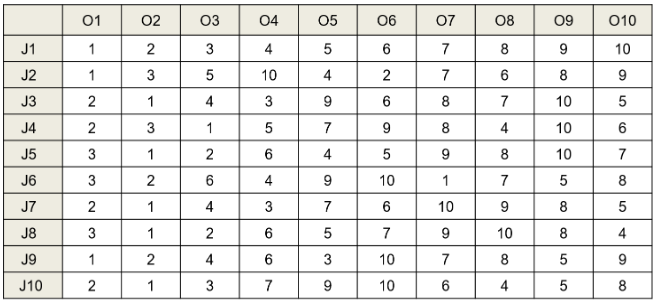 O1 O2 O3 O4 O5 O6 O7 O8 O9 O10
J1 1 2 3 4 5 6 7 8 9 10
J2 1 3 5 10 4 2 7 6 8 9
J3 2 1 4 3 9 6 8 7 10 5
J4 2 3 1 5 7 9 8 4 10 6
J5 3 1 2 6 4 5 9 8 10 7
J6 3 2 6 4 9 10 1 7 5 8
J7 2 1 4 3 7 6 10 9 8 5
J8 3 1 2 6 5 7 9 10 8 4
J9 1 2 4 6 3 10 7 8 5 9
J10 2 1 3 7 9 10 6 4 5 8